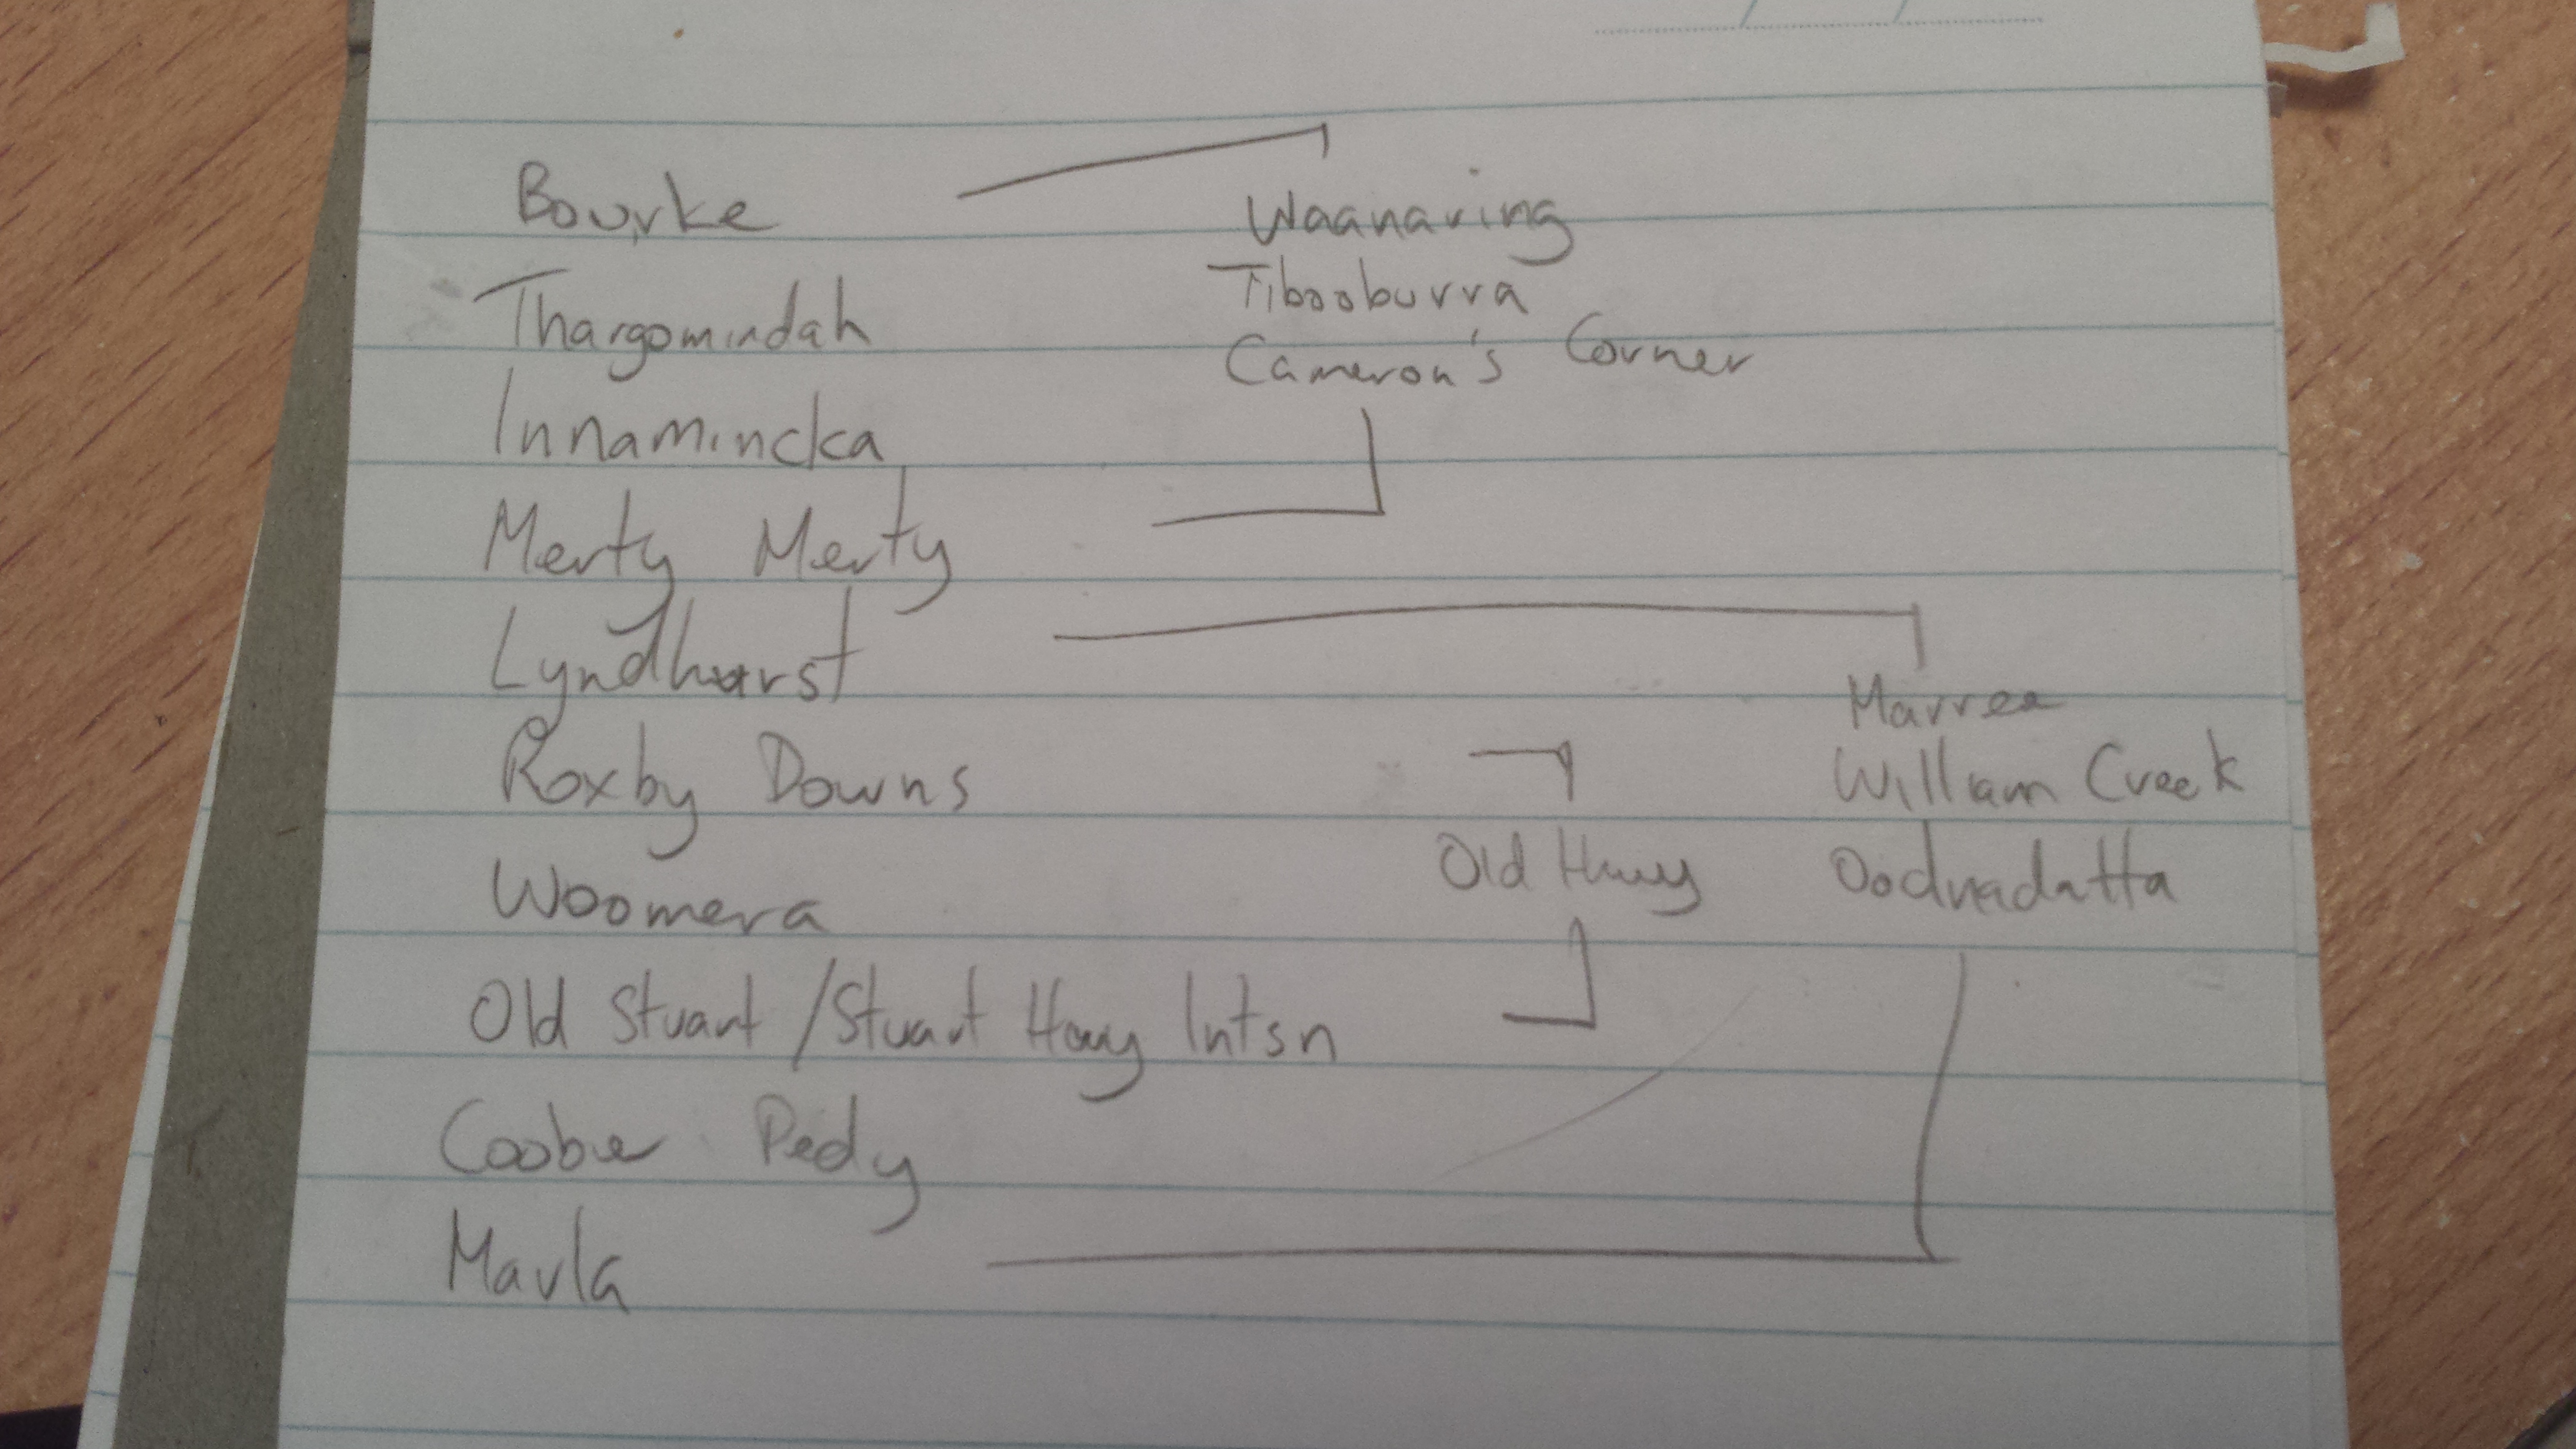 Bourke
Thargomindah
Innamincka
Merty Merty
Lyndhurst
Roxby Downs
Woomera
Old Stuart / Stuart Hwy Intsn
Coober Pedy
Marla
Waanaring
Tibooburra
Cameron's Corner
Old Hwy
Marree
William Creek
Oodnadatta